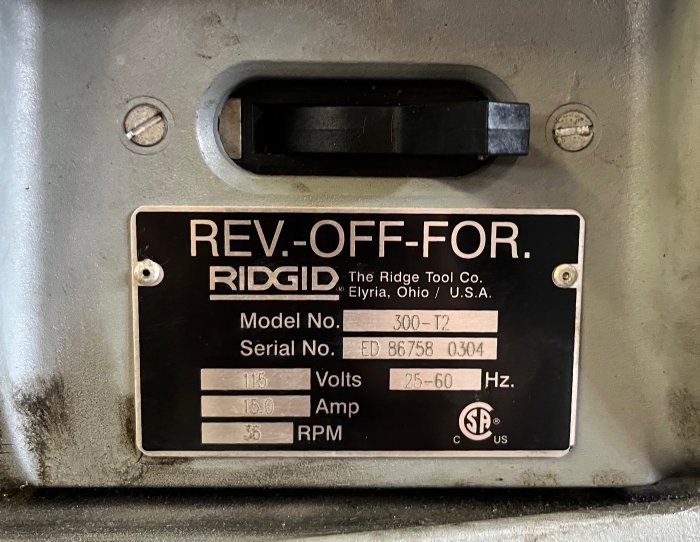 REV.-OFF-FOR.
RIDGID® The Ridge Tool Co.
Elyria, Ohio / U.S.A.
Model No. 300-T2
Serial No. ED 86758 0304
115 Volts 25-60 Hz.
15.0 Amp
36 RPM
C SA® US